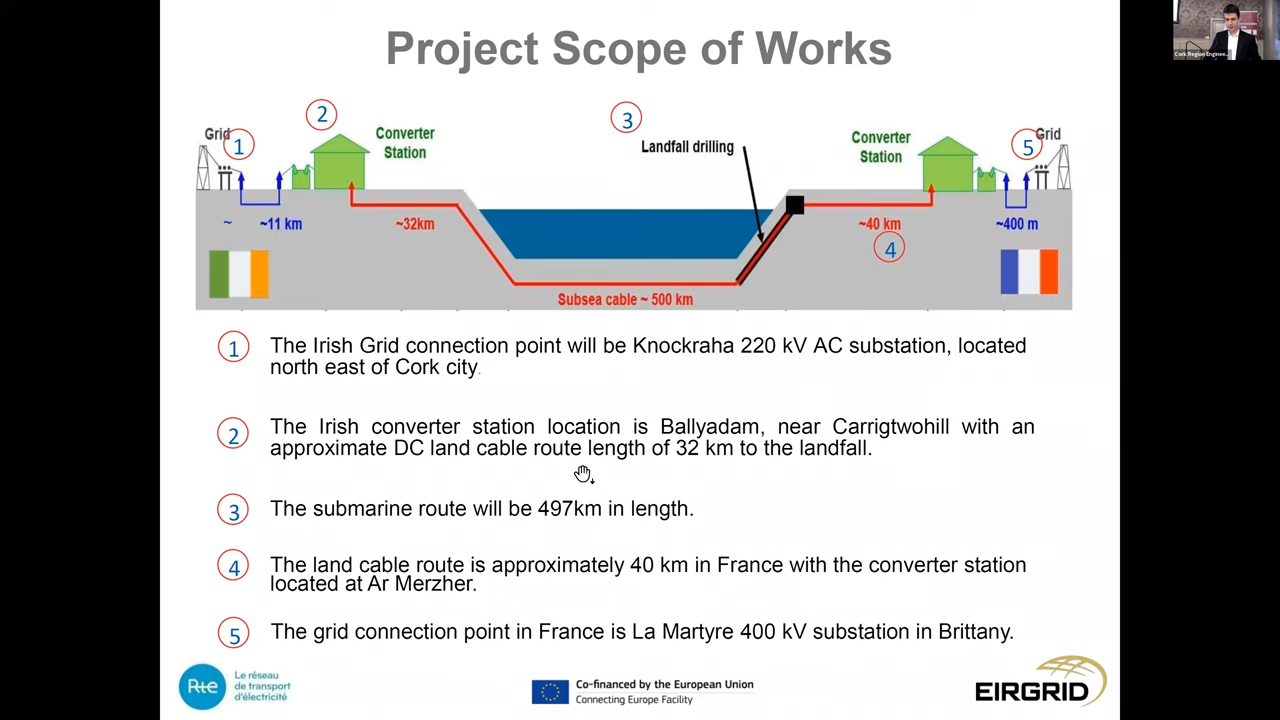 Project Scope of Works
Cork Region Enginee...
2
3
Grid
1
Converter
Station
Landfall drilling
Converter
Station
5
Grid
~
~11 km
~32km
~40 km
~400 m
4
Subsea cable ~ 500 km
1
The Irish Grid connection point will be Knockraha 220 kV AC substation, located
north east of Cork city.
2
The Irish converter station location is Ballyadam, near Carrigtwohill with an
approximate DC land cable route length of 32 km to the landfall.
3
The submarine route will be 497km in length.
4
The land cable route is approximately 40 km in France with the converter station
located at Ar Merzher.
5
The grid connection point in France is La Martyre 400 kV substation in Brittany.
Rte
Le réseau
de transport
d'électricité
Co-financed by the European Union
Connecting Europe Facility
EIRGRID